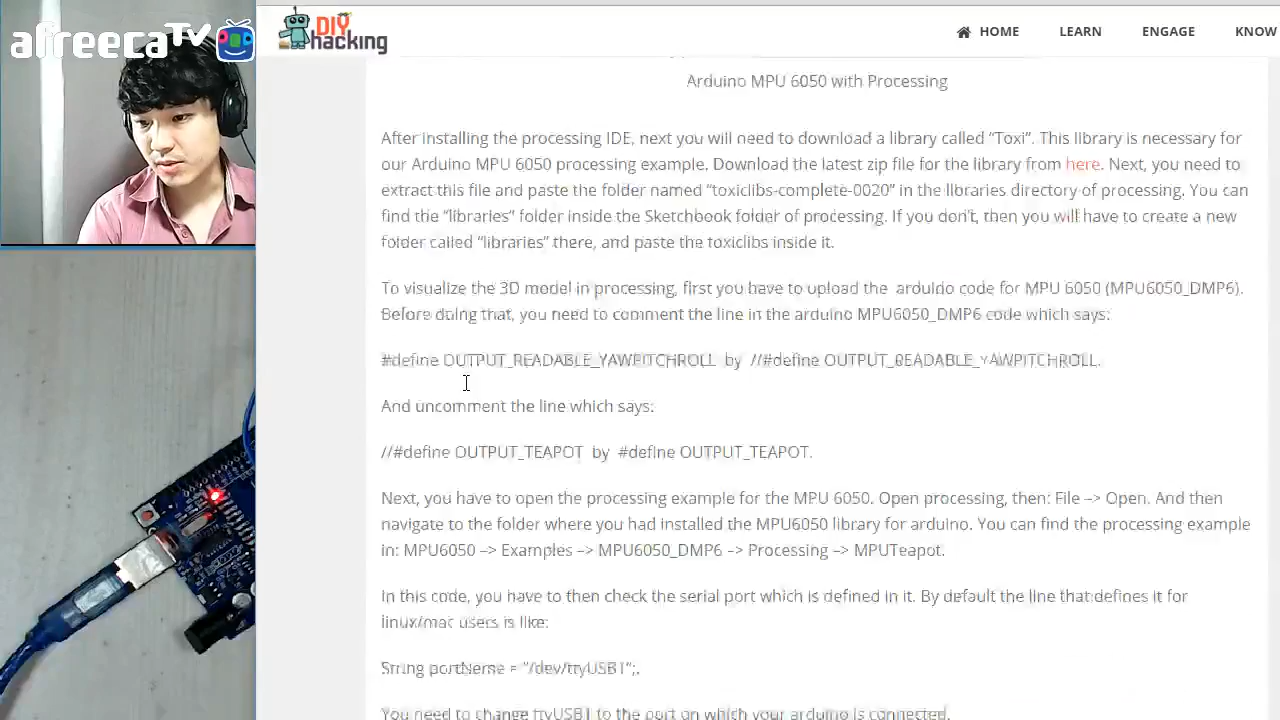 afreecaTV
DIY
hacking
HOME
LEARN
ENGAGE
KNOW
Arduino MPU 6050 with Processing
After installing the processing IDE, next you will need to download a library called “Toxi”. This library is necessary for
our Arduino MPU 6050 processing example. Download the latest zip file for the library from here. Next, you need to
extract this file and paste the folder named “toxiclibs-complete-0020” in the libraries directory of processing. You can
find the “libraries” folder inside the Sketchbook folder of processing. If you don’t, then you will have to create a new
folder called “libraries” there, and paste the toxiclibs inside it.
To visualize the 3D model in processing, first you have to upload the arduino code for MPU 6050 (MPU6050_DMP6).
Before doing that, you need to comment the line in the arduino MPU6050_DMP6 code which says:
#define OUTPUT_READABLE_YAWPITCHROLL by //#define OUTPUT_READABLE_YAWPITCHROLL.
And uncomment the line which says:
//#define OUTPUT_TEAPOT by #define OUTPUT_TEAPOT.
Next, you have to open the processing example for the MPU 6050. Open processing, then: File –> Open. And then
navigate to the folder where you had installed the MPU6050 library for arduino. You can find the processing example
in: MPU6050 –> Examples –> MPU6050_DMP6 –> Processing –> MPUTeapot.
In this code, you have to then check the serial port which is defined in it. By default the line that defines it for
linux/mac users is like:
String portName = “/dev/ttyUSB1”;.
You need to change ttyUSB1 to the port on which your arduino is connected.